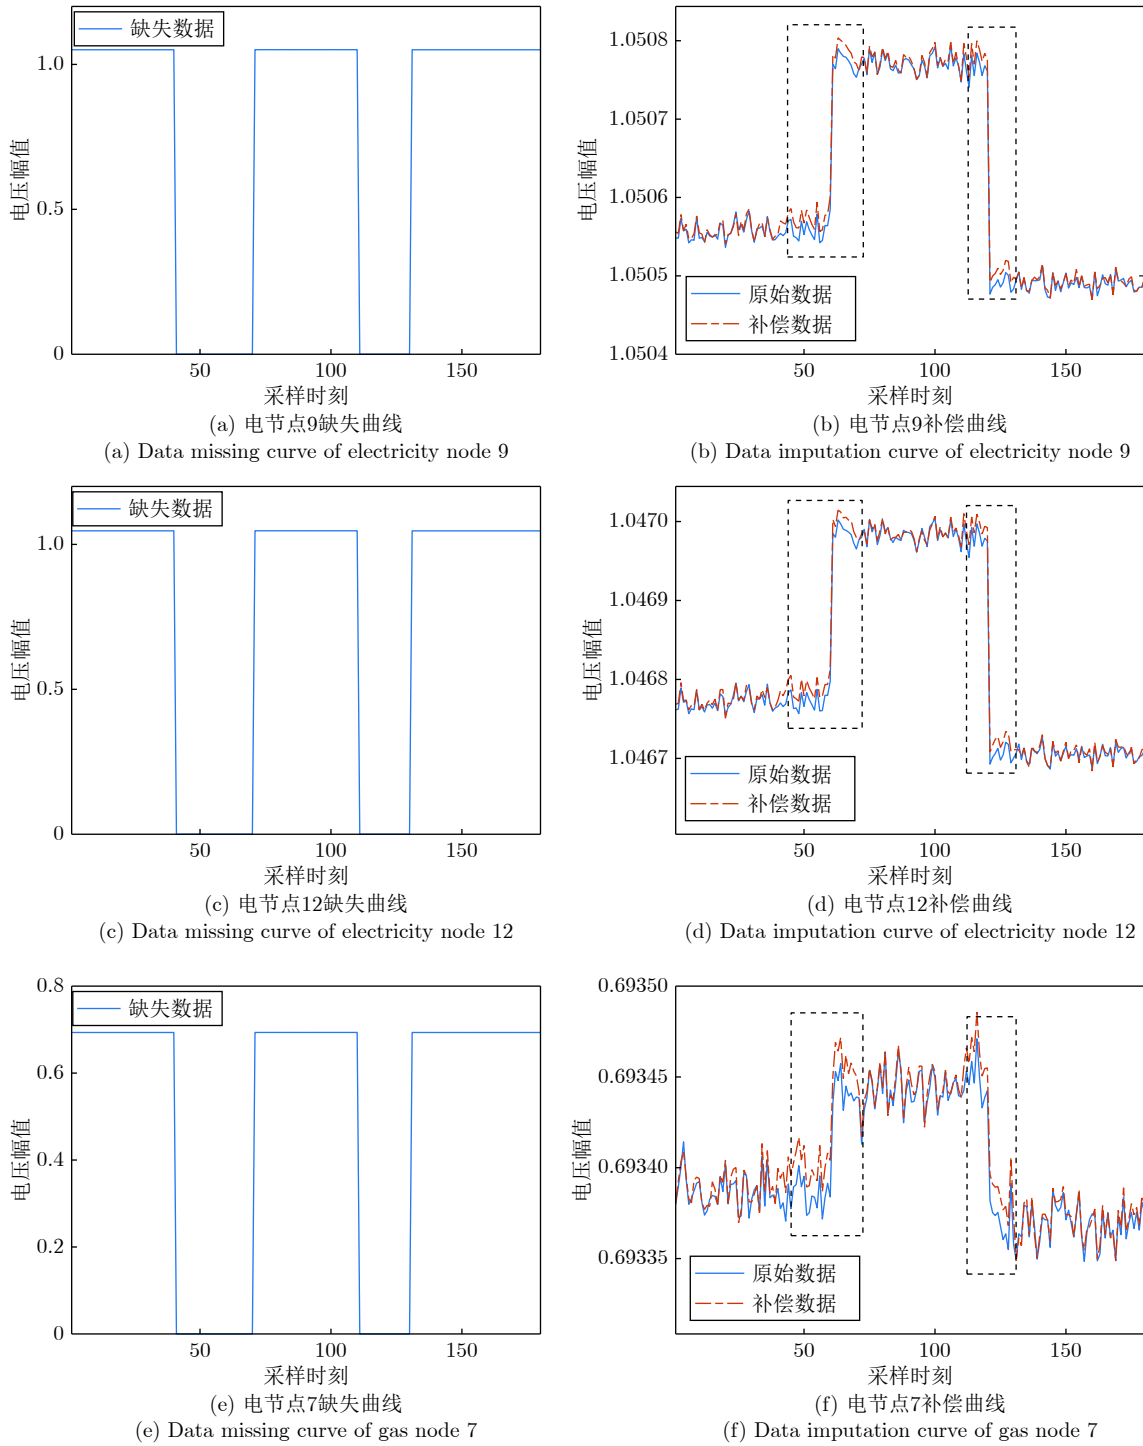 缺失数据
1.0
0.5
0
电压幅值
50
100
150
采样时刻
(a) 电节点9缺失曲线
(a) Data missing curve of electricity node 9
1.0508
1.0507
1.0506
1.0505
1.0504
电压幅值
原始数据
补偿数据
50
100
150
采样时刻
(b) 电节点9补偿曲线
(b) Data imputation curve of electricity node 9
缺失数据
1.0
0.5
0
电压幅值
50
100
150
采样时刻
(c) 电节点12缺失曲线
(c) Data missing curve of electricity node 12
1.0470
1.0469
1.0468
1.0467
电压幅值
原始数据
补偿数据
50
100
150
采样时刻
(d) 电节点12补偿曲线
(d) Data imputation curve of electricity node 12
0.8
缺失数据
0.6
0.4
0.2
0
电压幅值
50
100
150
采样时刻
(e) 电节点7缺失曲线
(e) Data missing curve of gas node 7
0.69350
0.69345
0.69340
0.69335
电压幅值
原始数据
补偿数据
50
100
150
采样时刻
(f) 电节点7补偿曲线
(f) Data imputation curve of gas node 7